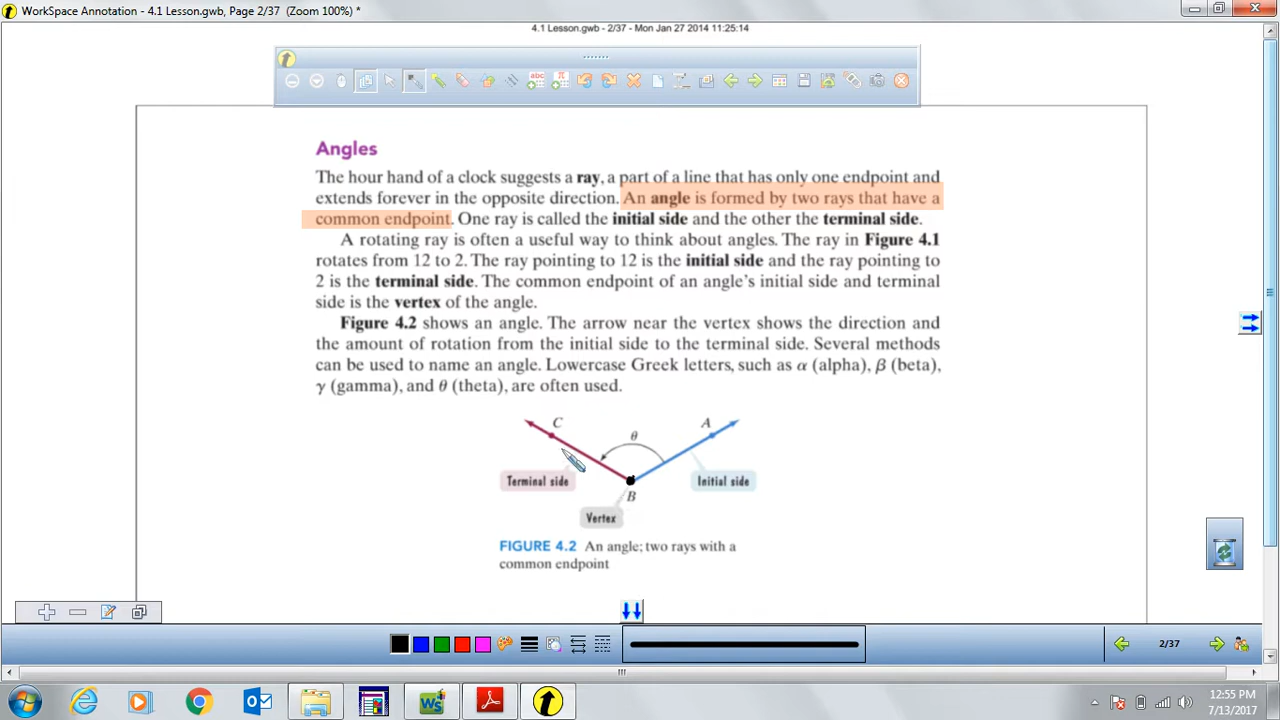 WorkSpace Annotation - 4.1 Lesson.gwb, Page 2/37 (Zoom 100%) *
4.1 Lesson.gwb - 2/37 - Mon Jan 27 2014 11:25:14
abc
π
Angles
The hour hand of a clock suggests a ray, a part of a line that has only one endpoint and
extends forever in the opposite direction. An angle is formed by two rays that have a
common endpoint. One ray is called the initial side and the other the terminal side.
A rotating ray is often a useful way to think about angles. The ray in Figure 4.1
rotates from 12 to 2. The ray pointing to 12 is the initial side and the ray pointing to
2 is the terminal side. The common endpoint of an angle's initial side and terminal
side is the vertex of the angle.
Figure 4.2 shows an angle. The arrow near the vertex shows the direction and
the amount of rotation from the initial side to the terminal side. Several methods
can be used to name an angle. Lowercase Greek letters, such as α (alpha), β (beta),
γ (gamma), and θ (theta), are often used.
C
A
θ
Terminal side
Initial side
B
Vertex
FIGURE 4.2 An angle; two rays with a
common endpoint
2/37
12:55 PM
7/13/2017